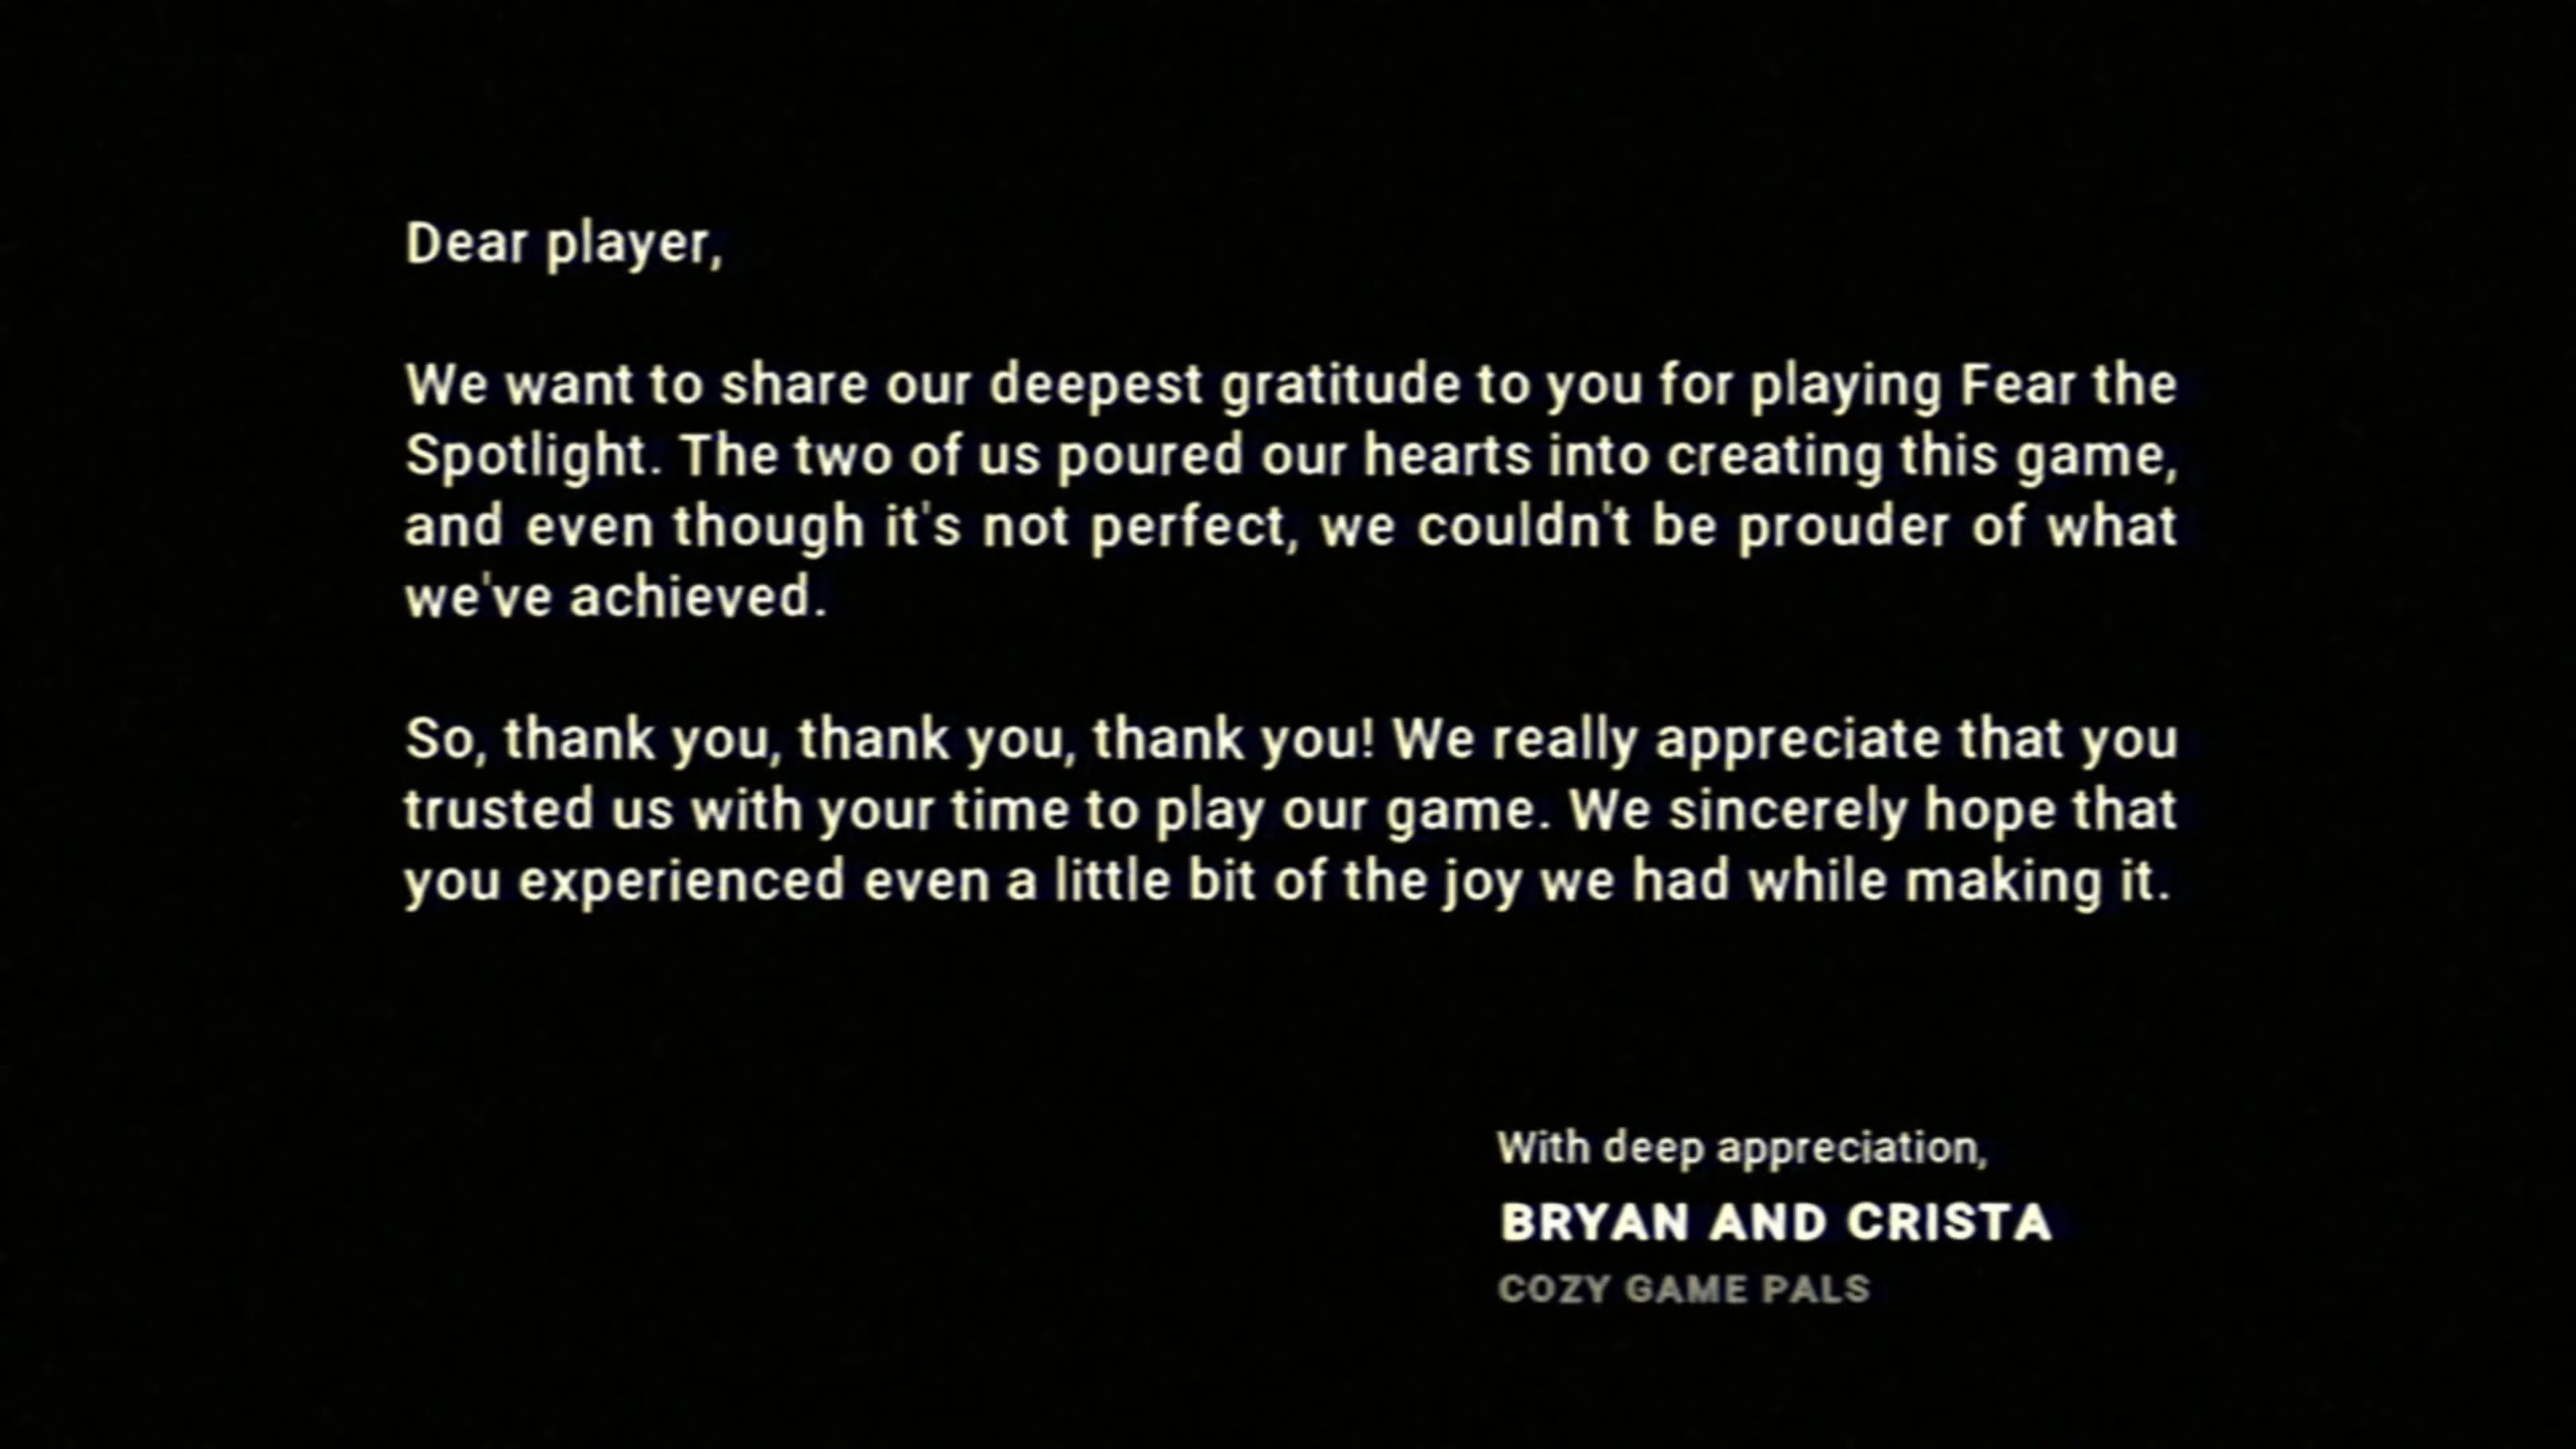 Dear player,
We want to share our deepest gratitude to you for playing Fear the
Spotlight. The two of us poured our hearts into creating this game,
and even though it's not perfect, we couldn't be prouder of what
we've achieved.
So, thank you, thank you, thank you! We really appreciate that you
trusted us with your time to play our game. We sincerely hope that
you experienced even a little bit of the joy we had while making it.
With deep appreciation,
BRYAN AND CRISTA
COZY GAME PALS